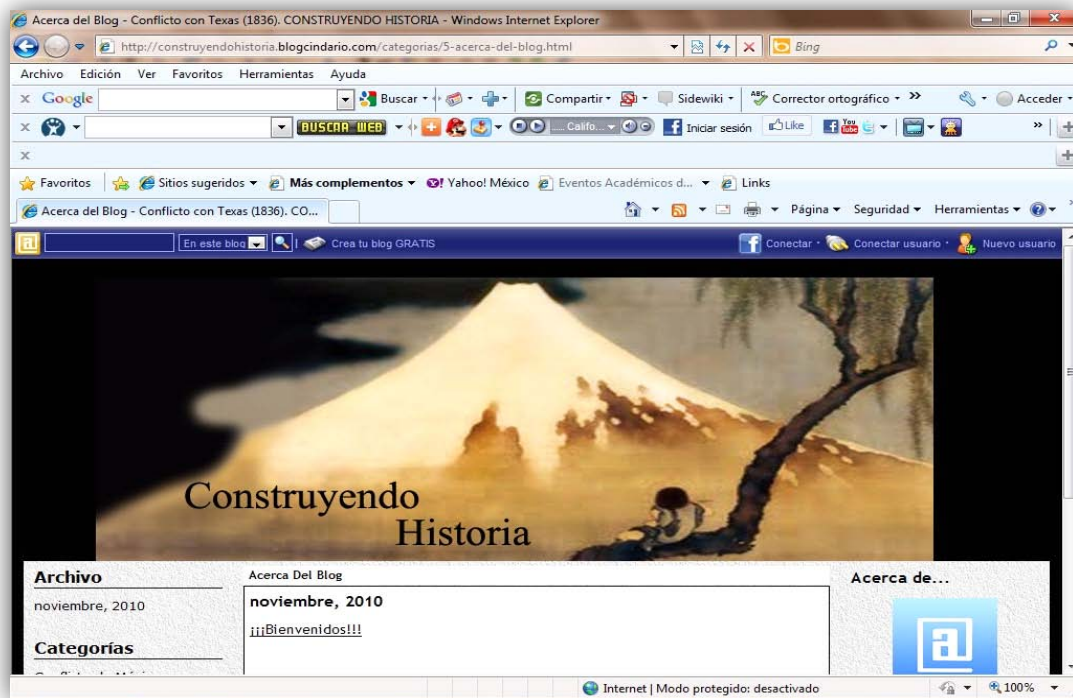 Acerca del Blog - Conflicto con Texas (1836). CONSTRUYENDO HISTORIA - Windows Internet Explorer
http://construyendohistoria.blogcindario.com/categorias/5-acerca-del-blog.html Bing
Archivo Edición Ver Favoritos Herramientas Ayuda
x Google Buscar Compartir Sidewiki ABC Corrector ortográfico » Acceder
x BUSCAR WEB .... Califo... Iniciar sesión Like You Tube »
x
Favoritos Sitios sugeridos Más complementos Yahoo! México Eventos Académicos d... Links
Acerca del Blog - Conflicto con Texas (1836). CO... Página Seguridad Herramientas
En este blog Crea tu blog GRATIS Conectar · Conectar usuario · Nuevo usuario
Construyendo
Historia
Archivo
noviembre, 2010
Categorías
Acerca Del Blog
noviembre, 2010
¡¡¡Bienvenidos!!!
Acerca de...
a
Internet | Modo protegido: desactivado 100%